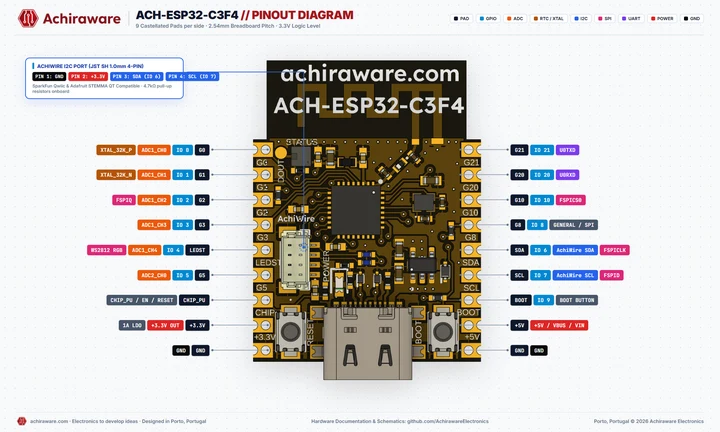 Achiraware
ACH-ESP32-C3F4 // PINOUT DIAGRAM
9 Castellated Pads per side · 2.54mm Breadboard Pitch · 3.3V Logic Level
PAD GPIO ADC RTC / XTAL I2C SPI UART POWER GND
ACHIWIRE I2C PORT (JET SH 1.0mm 4-PIN)
PIN 1: GND PIN 2: +3.3V PIN 3: SDA (IO 6) PIN 4: SCL (IO 7)
SparkFun Qwiic & Adafruit STEMMA QT Compatible · 4.7kΩ pull-up
resistors onboard
achiraware.com
ACH-ESP32-C3F4
STATUS
DOUT
XTAL_32K_P ADC1_CH0 IO 0 G0
G0
G21
G21 IO 21 U0TXD
XTAL_32K_N ADC1_CH1 IO 1 G1
G1
G20
G20 IO 20 U0RXD
FSPIQ ADC1_CH2 IO 2 G2
G2
G10
G10 IO 10 FSPICS0
AchiWire
ADC1_CH3 IO 3 G3
G3
G8
G8 IO 8 GENERAL / SPI
WS2812 RGB ADC1_CH4 IO 4 LEDST
LEDST
SDA
SDA IO 6 AchiWire SDA FSPICLK
POWER
ADC2_CH0 IO 5 G5
G5
SCL
SCL IO 7 AchiWire SCL FSPID
CHIP_PU / EN / RESET CHIP_PU
CHIP
BOOT
BOOT IO 9 BOOT BUTTON
1A LDO +3.3V OUT +3.3V
+3.3V
RESET
BOOT
+5V
+5V +5V / VBUS / VIN
GND GND
GND GND
achiraware.com · Electronics to develop ideas · Designed in Porto, Portugal
Hardware Documentation & Schematics: github.com/AchirawareElectronics
Porto, Portugal © 2026 Achiraware Electronics